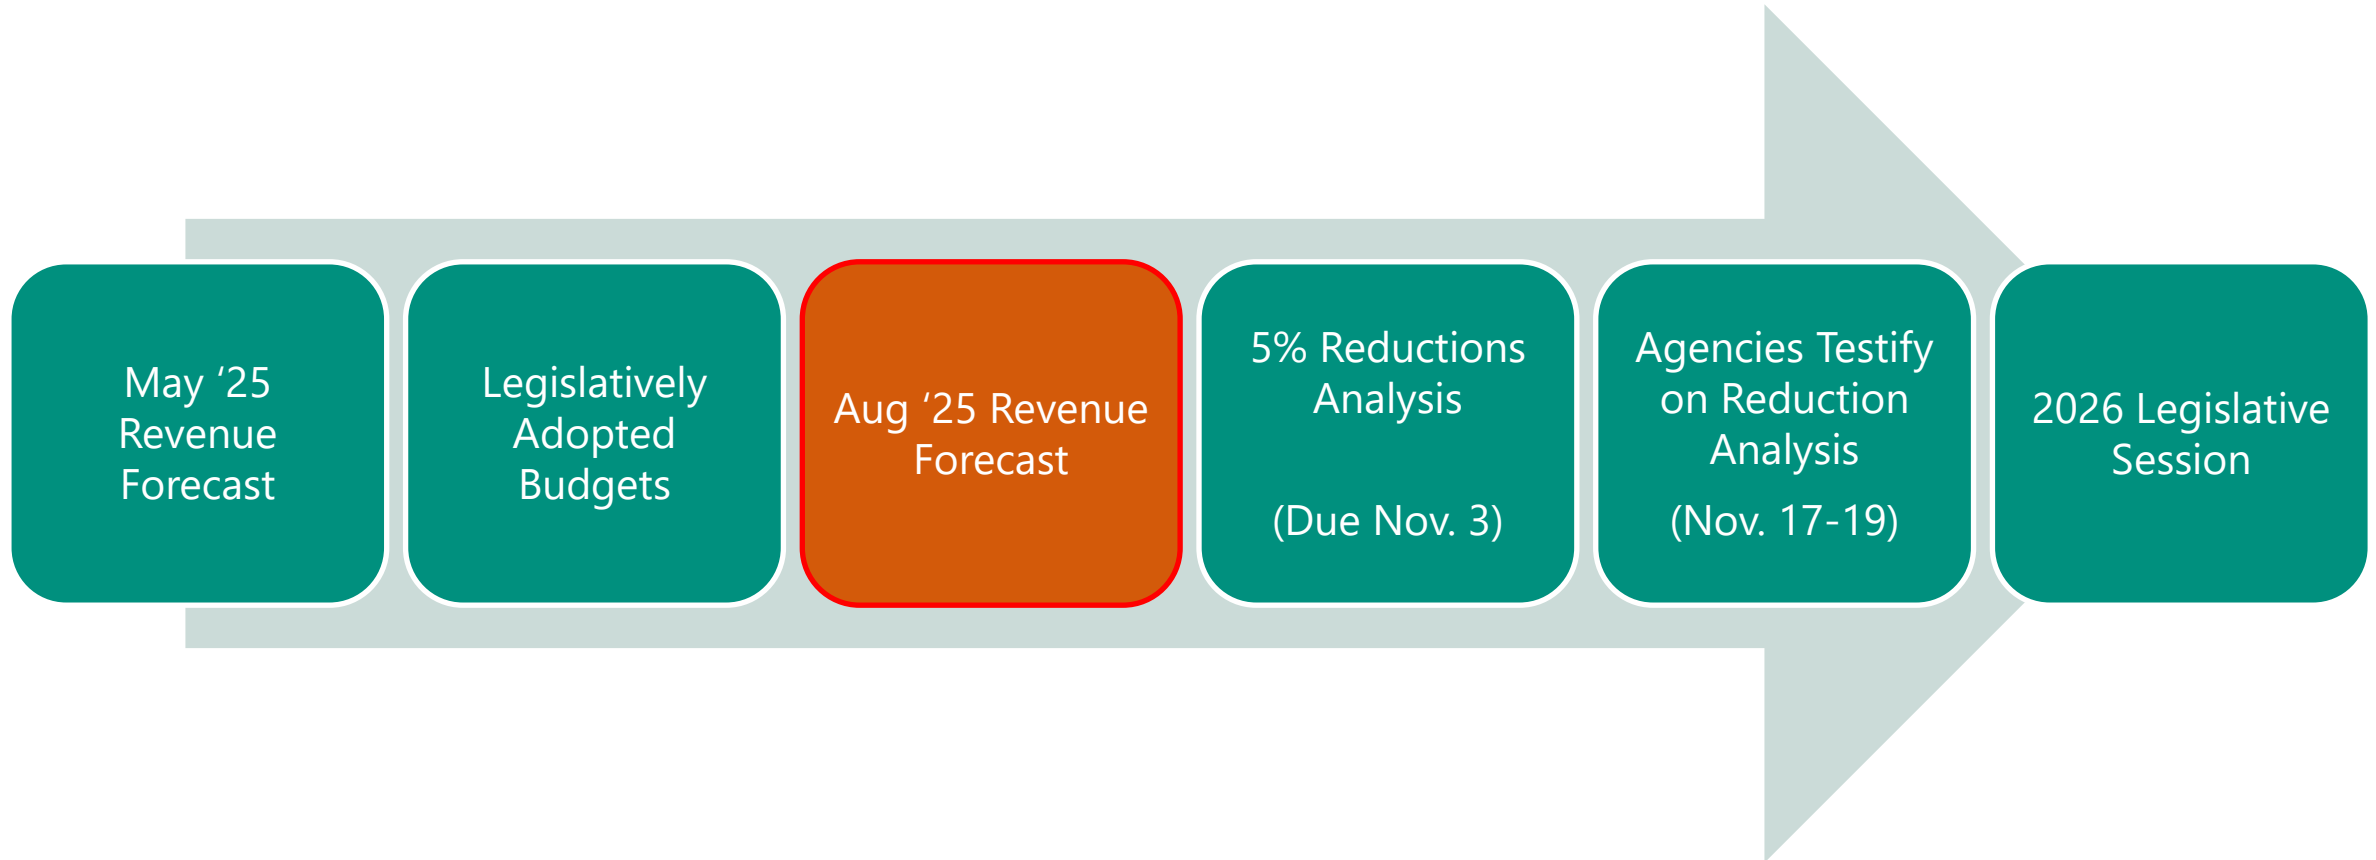 May ‘25
Revenue
Forecast
Legislatively
Adopted
Budgets
Aug ‘25 Revenue
Forecast
5% Reductions
Analysis
(Due Nov. 3)
Agencies Testify
on Reduction
Analysis
(Nov. 17-19)
2026 Legislative
Session